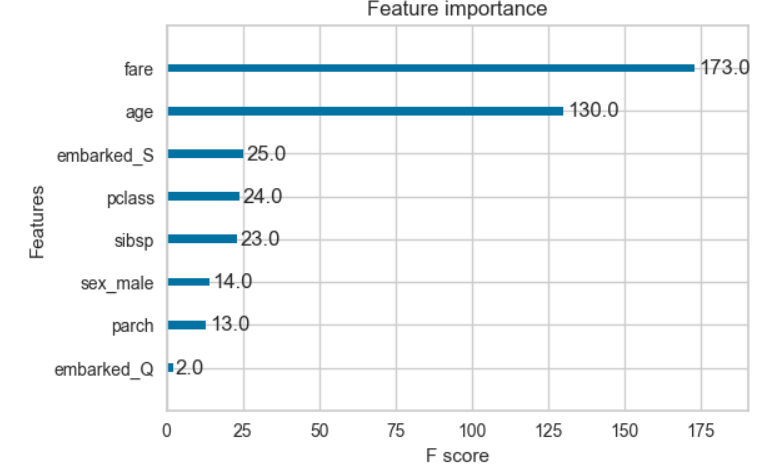 Feature importance
fare 173.0
age 130.0
embarked_S 25.0
pclass 24.0
sibsp 23.0
sex_male 14.0
parch 13.0
embarked_Q 2.0
Features
0 25 50 75 100 125 150 175
F score